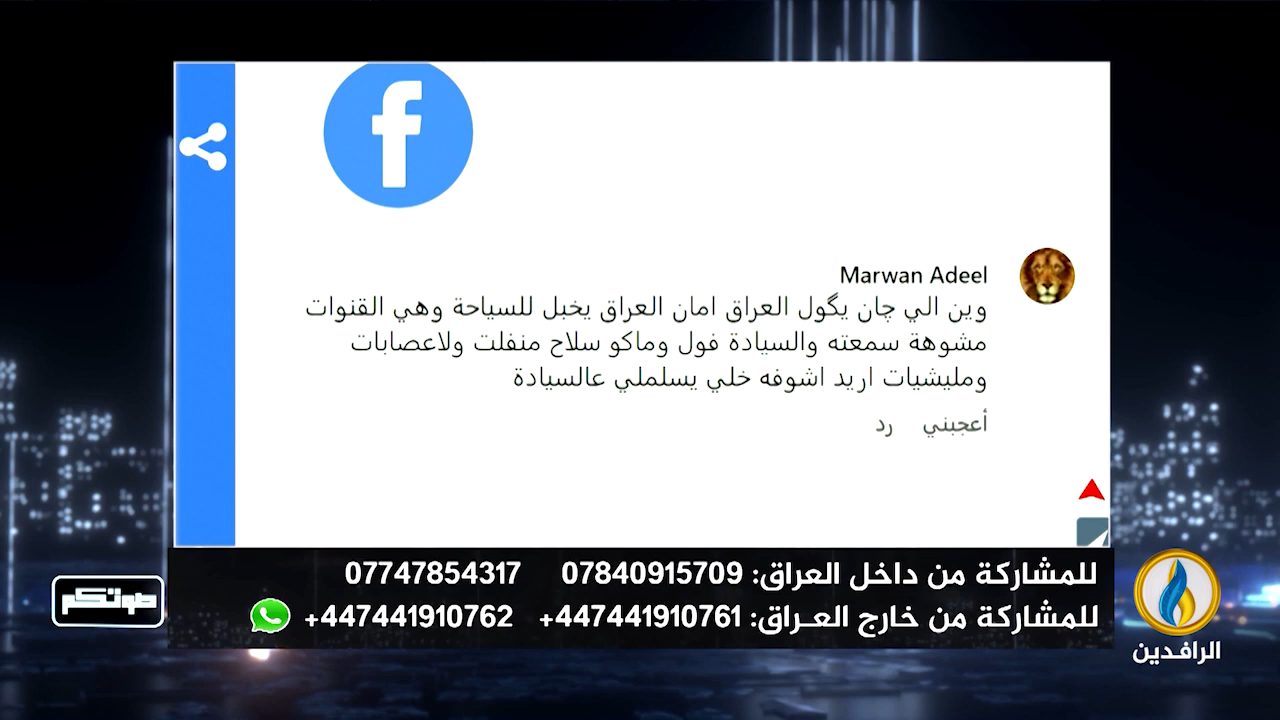 f
Marwan Adeel
وين الي چان يگول العراق امان العراق يخبل للسياحة وهي القنوات
مشوهة سمعته والسيادة فول وماكو سلاح منفلت ولاعصابات
ومليشيات اريد اشوفه خلي يسلملي عالسيادة
أعجبني رد
للمشاركة من داخل العراق: 07840915709 07747854317
للمشاركة من خارج العـراق: 447441910761+ 447441910762+
صوتكم
الرافدين